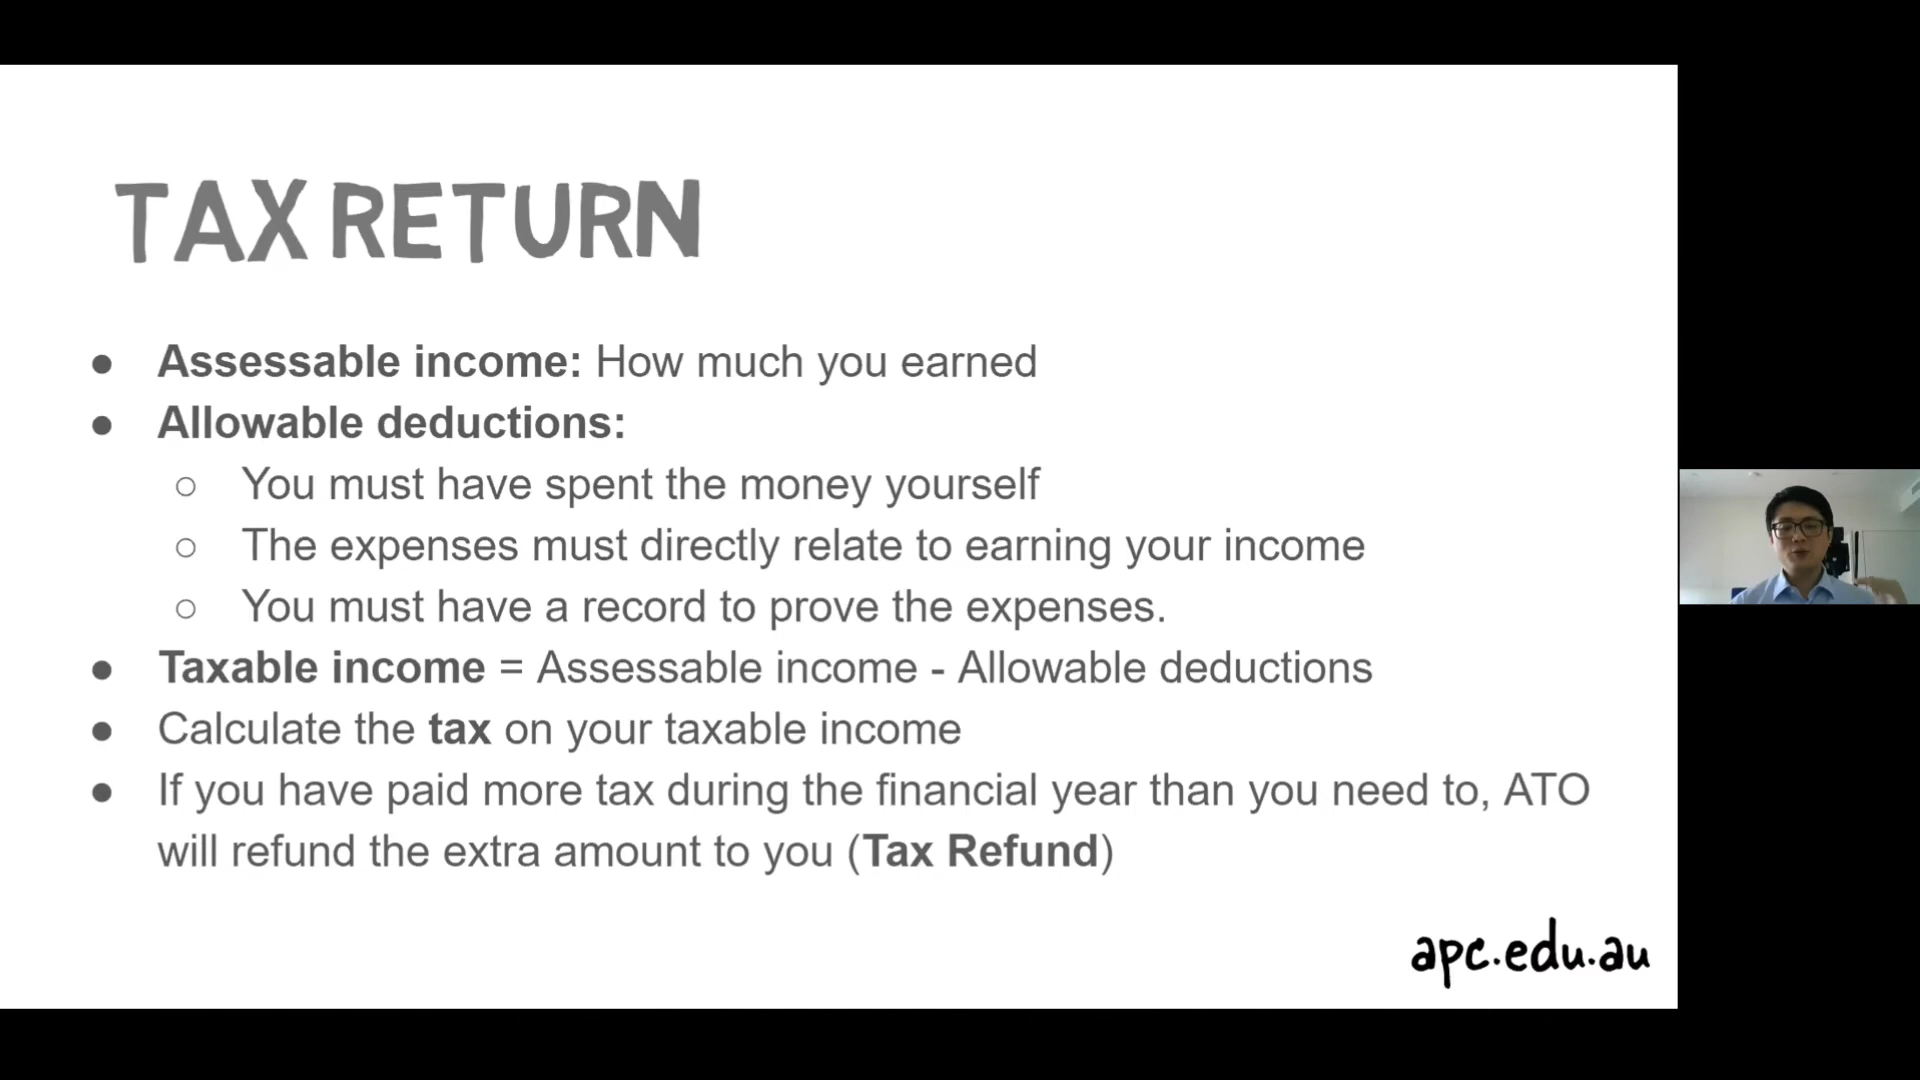 TAX RETURN
● Assessable income: How much you earned
● Allowable deductions:
○ You must have spent the money yourself
○ The expenses must directly relate to earning your income
○ You must have a record to prove the expenses.
● Taxable income = Assessable income - Allowable deductions
● Calculate the tax on your taxable income
● If you have paid more tax during the financial year than you need to, ATO
will refund the extra amount to you (Tax Refund)
apc.edu.au